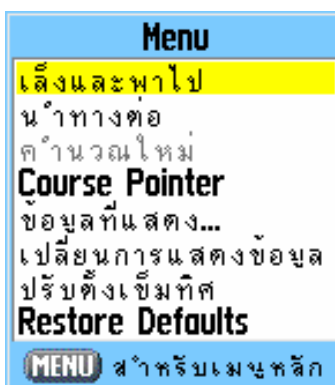 Menu
เล็งและพาไป
นำทางต่อ
คำนวณใหม่
Course Pointer
ข้อมูลที่แสดง...
เปลี่ยนการแสดงข้อมูล
ปรับตั้งเข็มทิศ
Restore Defaults
MENU สำหรับเมนูหลัก